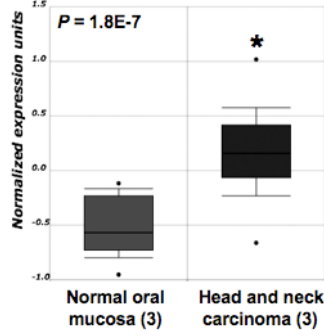 1.5
P = 1.8E-7
*
1.0
0.5
0.0
-0.5
-1.0
Normalized expression units
Normal oral
mucosa (3)
Head and neck
carcinoma (3)